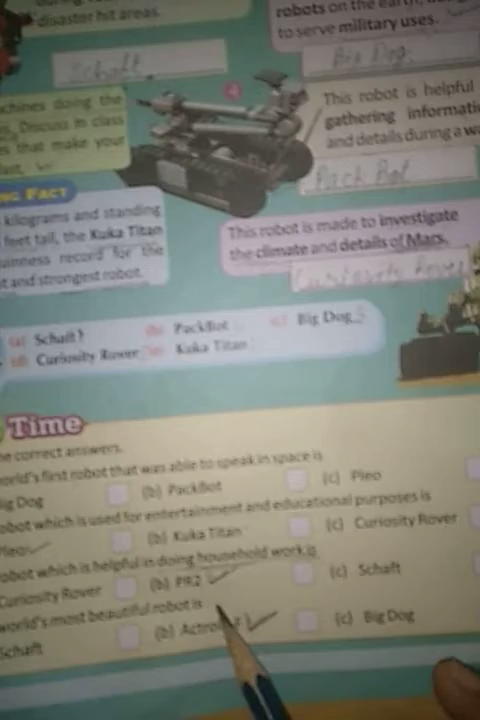 disaster hit areas.
robots on the earth,
to serve military uses.
Schaft
Big Dog
chines doing the
Discuss in class
s that make your
This robot is helpful
gathering informati
and details during a w
Pack Bot
NG FACT
kilograms and standing
feet tall, the Kuka Titan
uinness record for the
t and strongest robot.
This robot is made to investigate
the climate and details of Mars.
Curiosity Rover
(a) Schaft
(b) PackBot
(c) Big Dog
(d) Curiosity Rover
(e) Kuka Titan
Time
he correct answers.
orld's first robot that was able to speak in space is
Big Dog
(b) PackBot
(c) Pleo
obot which is used for entertainment and educational purposes is
Pleo
(b) Kuka Titan
(c) Curiosity Rover
obot which is helpful in doing household work is
Curiosity Rover
(b) PR2
(c) Schaft
world's most beautiful robot is
Schaft
(b) Actro
(c) Big Dog